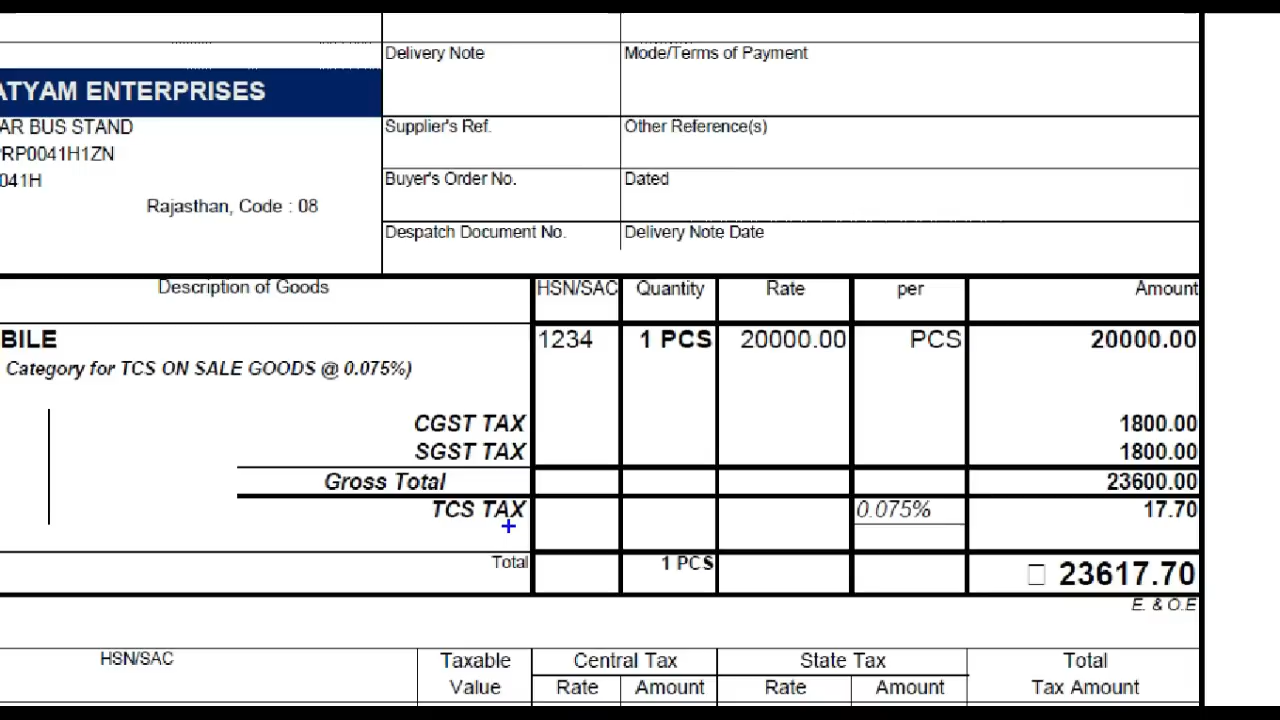 Delivery Note Mode/Terms of Payment
ATYAM ENTERPRISES
AR BUS STAND Supplier's Ref. Other Reference(s)
PRP0041H1ZN
041H Buyer's Order No. Dated
Rajasthan, Code : 08
Despatch Document No. Delivery Note Date
Description of Goods HSN/SAC Quantity Rate per Amount
BILE 1234 1 PCS 20000.00 PCS 20000.00
Category for TCS ON SALE GOODS @ 0.075%)
CGST TAX 1800.00
SGST TAX 1800.00
Gross Total 23600.00
TCS TAX 0.075% 17.70
Total 1 PCS 23617.70
E. & O.E
HSN/SAC Taxable Central Tax State Tax Total
Value Rate Amount Rate Amount Tax Amount